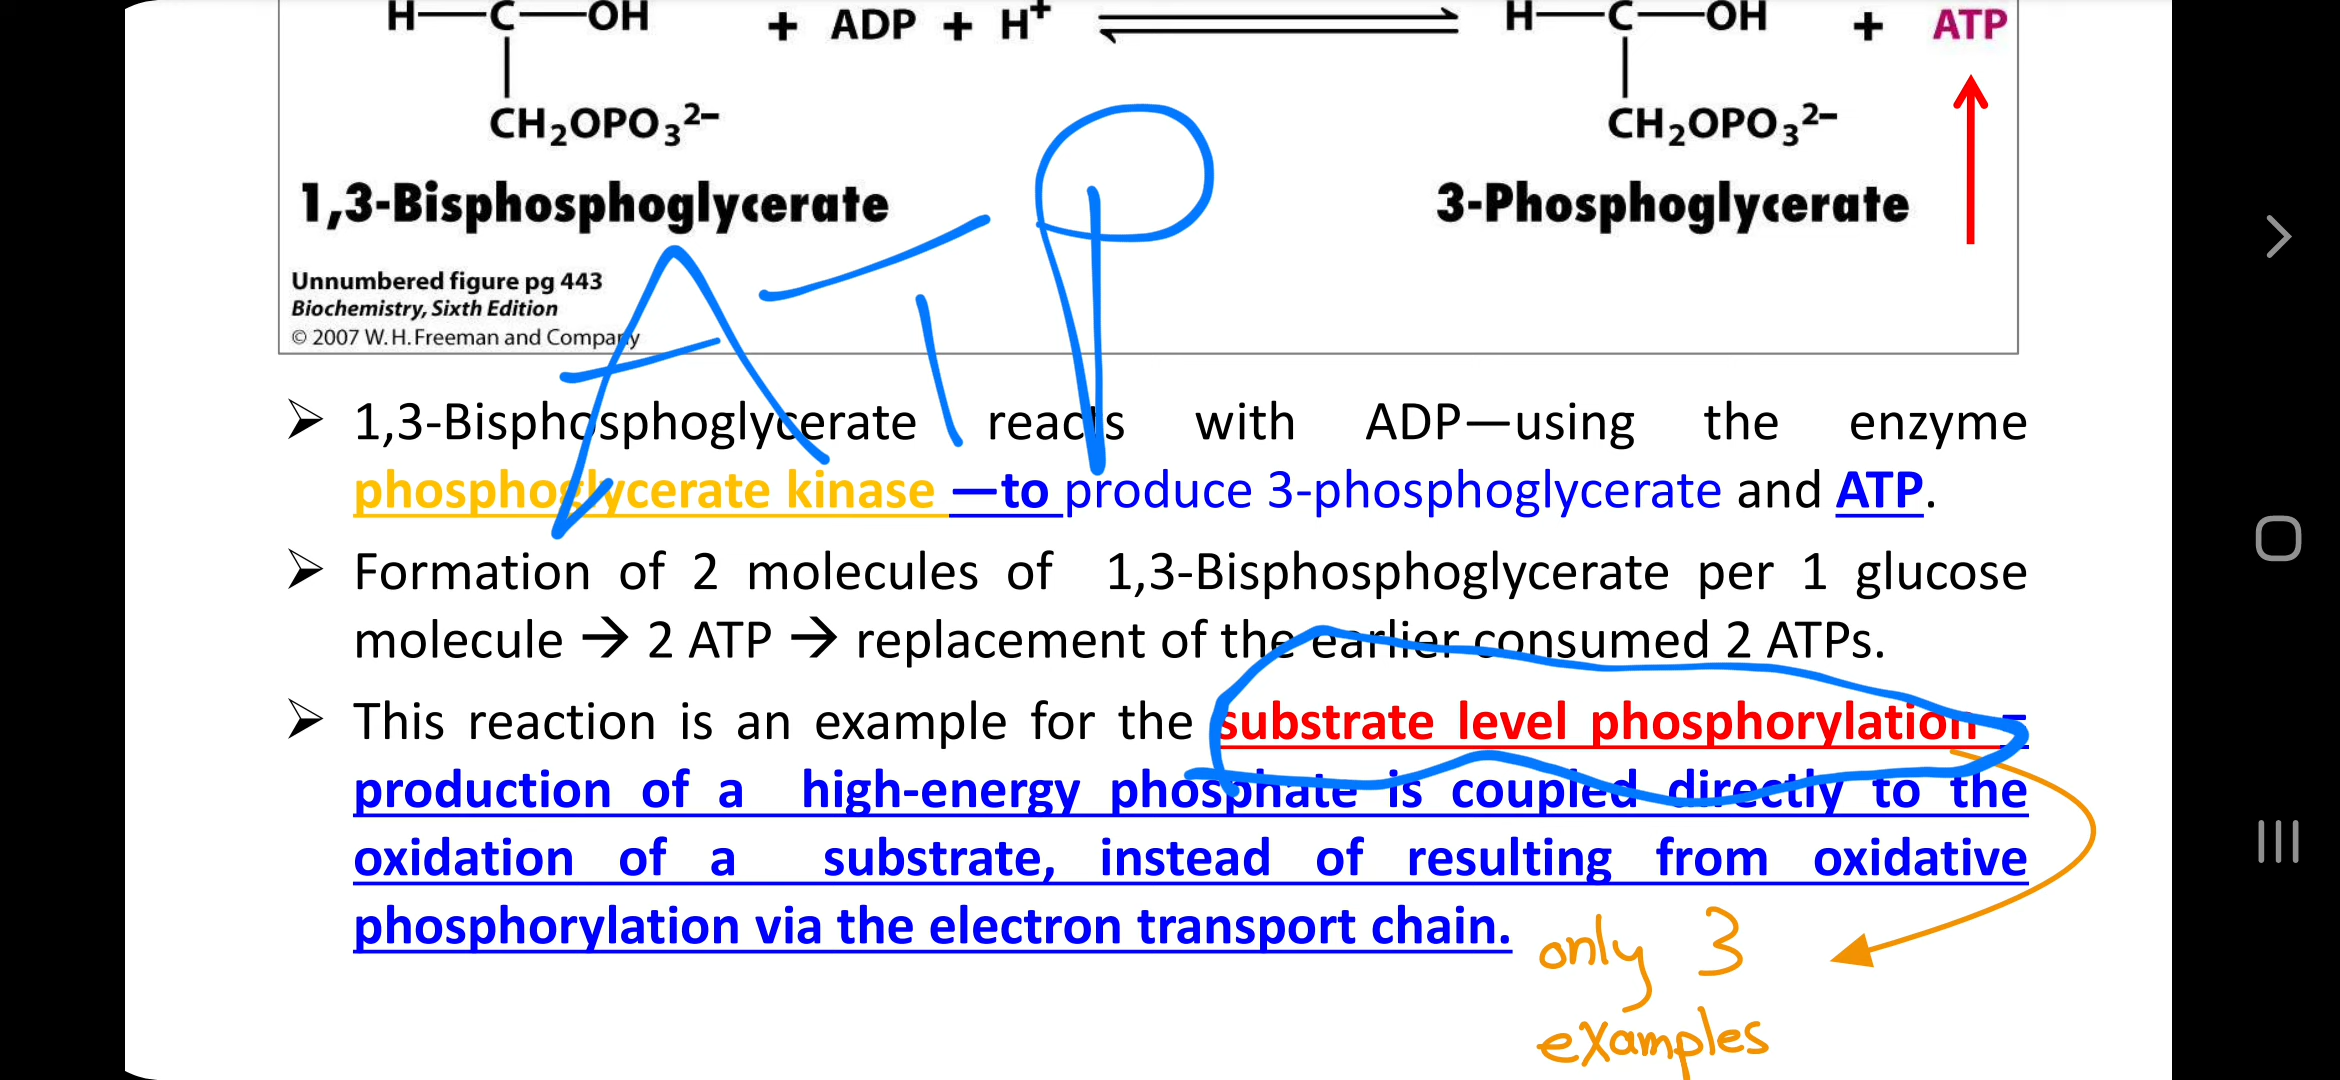 H—C—OH + ADP + H⁺ ⇌ H—C—OH + ATP
CH₂OPO₃²⁻ CH₂OPO₃²⁻
1,3-Bisphosphoglycerate 3-Phosphoglycerate
Unnumbered figure pg 443
Biochemistry, Sixth Edition
© 2007 W. H. Freeman and Company
ATP
➢ 1,3-Bisphosphoglycerate reacts with ADP—using the enzyme
phosphoglycerate kinase —to produce 3-phosphoglycerate and ATP.
➢ Formation of 2 molecules of 1,3-Bisphosphoglycerate per 1 glucose
molecule → 2 ATP → replacement of the earlier consumed 2 ATPs.
➢ This reaction is an example for the substrate level phosphorylation =
production of a high-energy phosphate is coupled directly to the
oxidation of a substrate, instead of resulting from oxidative
phosphorylation via the electron transport chain.
only 3
examples